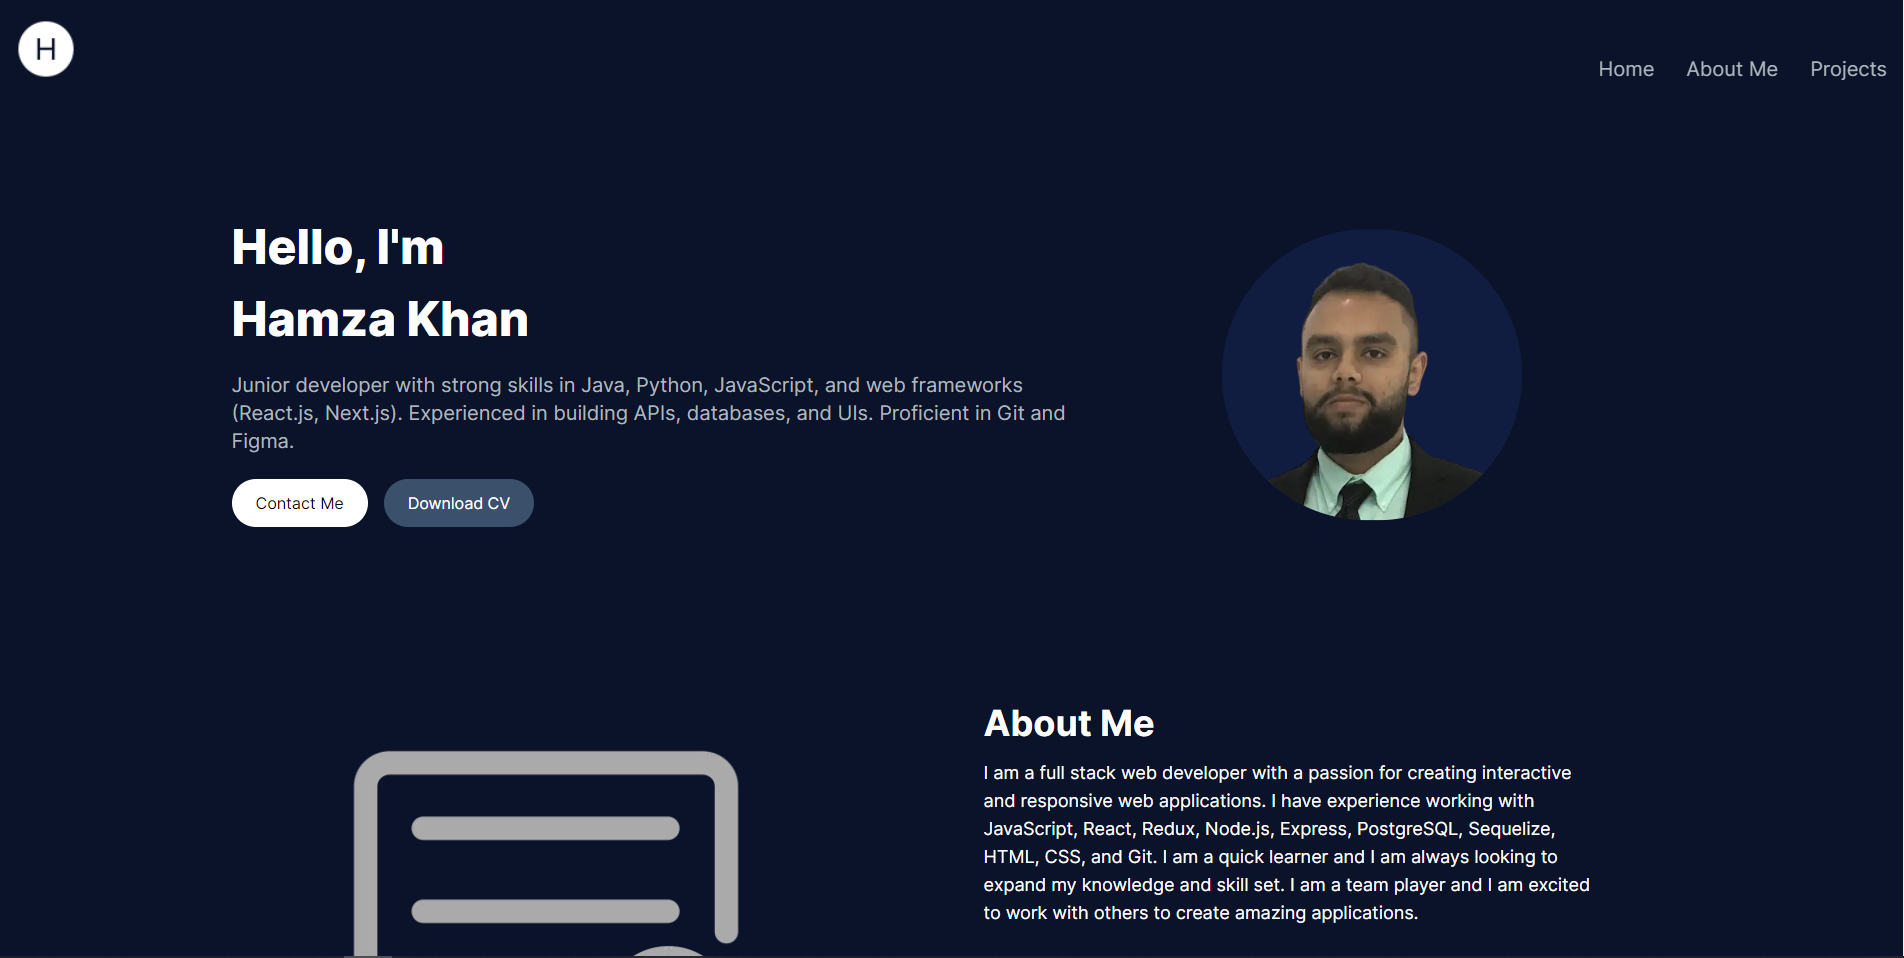 H
Home About Me Projects
Hello, I'm
Hamza Khan
Junior developer with strong skills in Java, Python, JavaScript, and web frameworks
(React.js, Next.js). Experienced in building APIs, databases, and UIs. Proficient in Git and
Figma.
Contact Me Download CV
About Me
I am a full stack web developer with a passion for creating interactive
and responsive web applications. I have experience working with
JavaScript, React, Redux, Node.js, Express, PostgreSQL, Sequelize,
HTML, CSS, and Git. I am a quick learner and I am always looking to
expand my knowledge and skill set. I am a team player and I am excited
to work with others to create amazing applications.